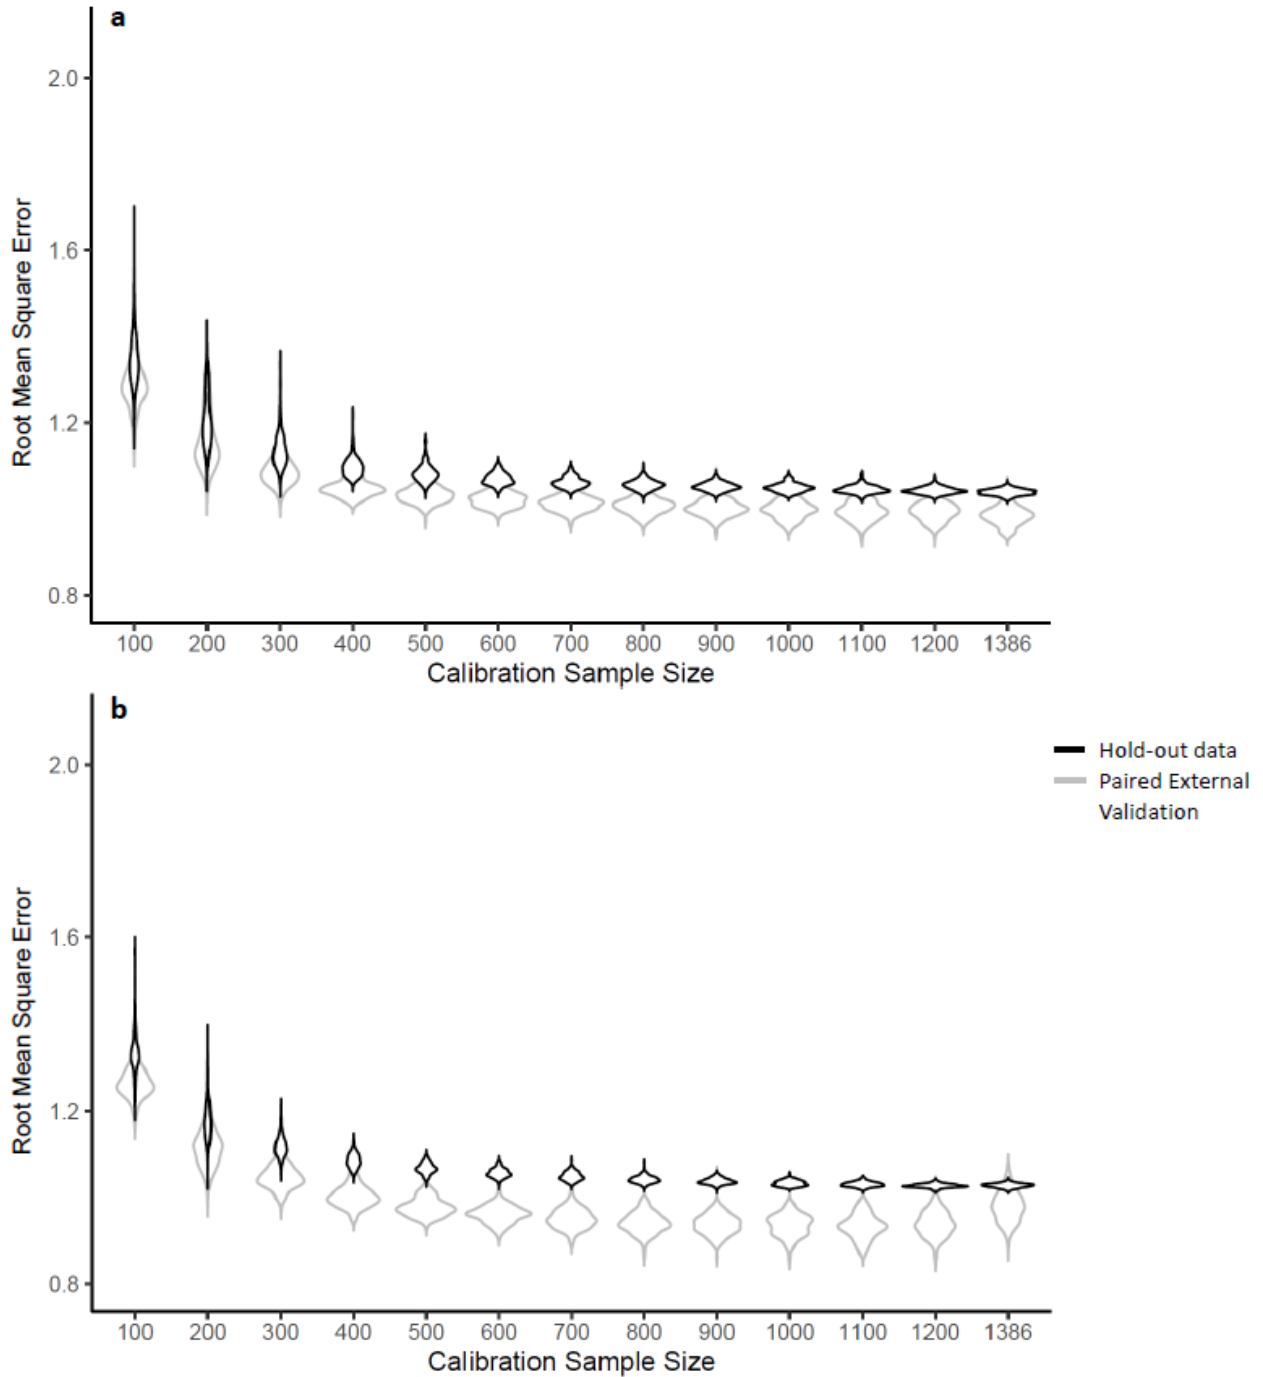 a
2.0
1.6
1.2
0.8
Root Mean Square Error
100 200 300 400 500 600 700 800 900 1000 1100 1200 1386
Calibration Sample Size
b
2.0
1.6
1.2
0.8
Root Mean Square Error
100 200 300 400 500 600 700 800 900 1000 1100 1200 1386
Calibration Sample Size
Hold-out data
Paired External
Validation